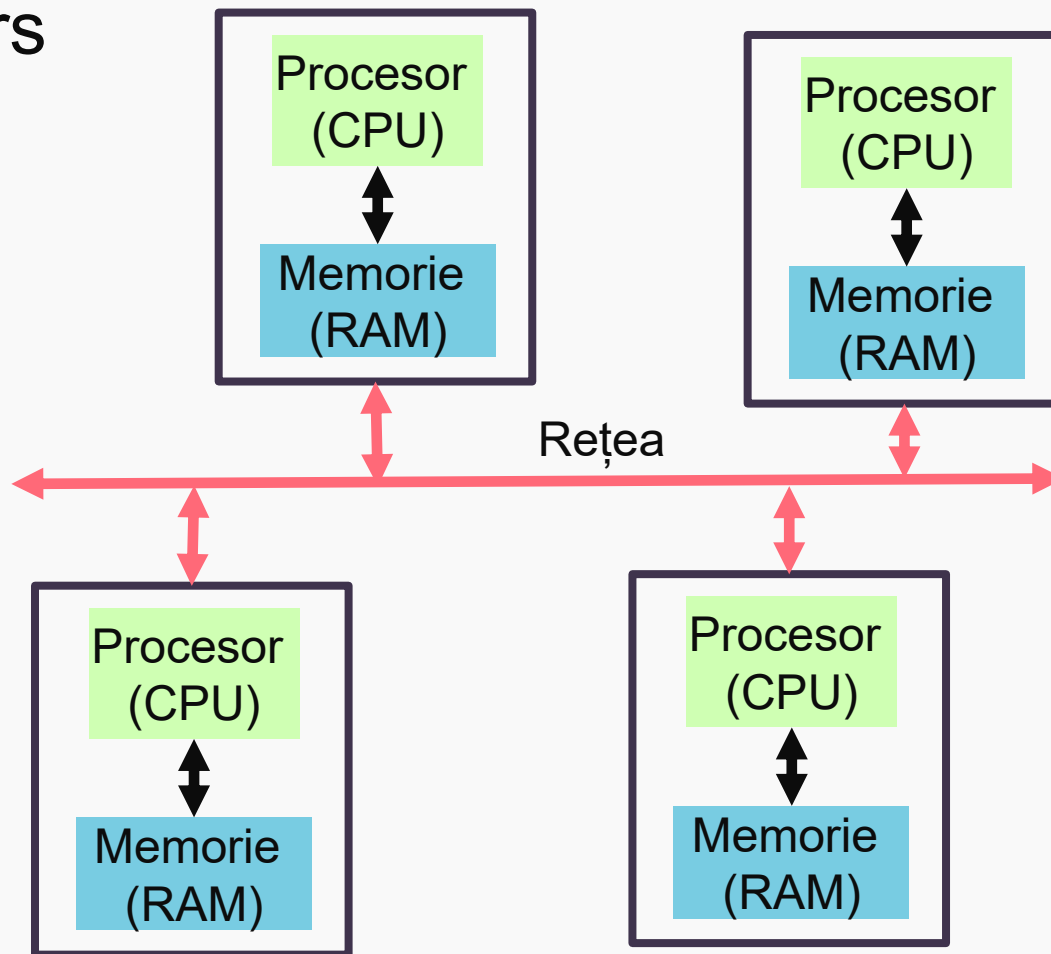 rs
Procesor
(CPU)
Memorie
(RAM)
Procesor
(CPU)
Memorie
(RAM)
Rețea
Procesor
(CPU)
Memorie
(RAM)
Procesor
(CPU)
Memorie
(RAM)